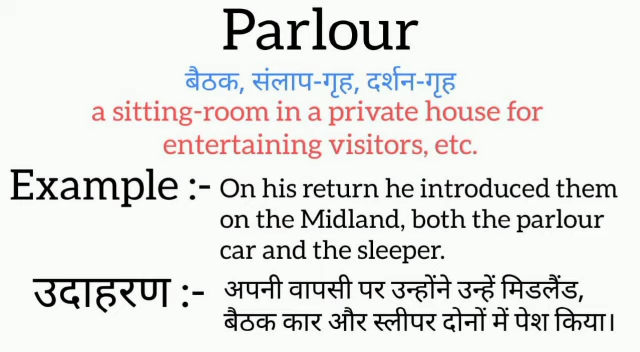 Parlour
बैठक, संलाप-गृह, दर्शन-गृह
a sitting-room in a private house for
entertaining visitors, etc.
Example :- On his return he introduced them
on the Midland, both the parlour
car and the sleeper.
उदाहरण :- अपनी वापसी पर उन्होंने उन्हें मिडलैंड,
बैठक कार और स्लीपर दोनों में पेश किया।